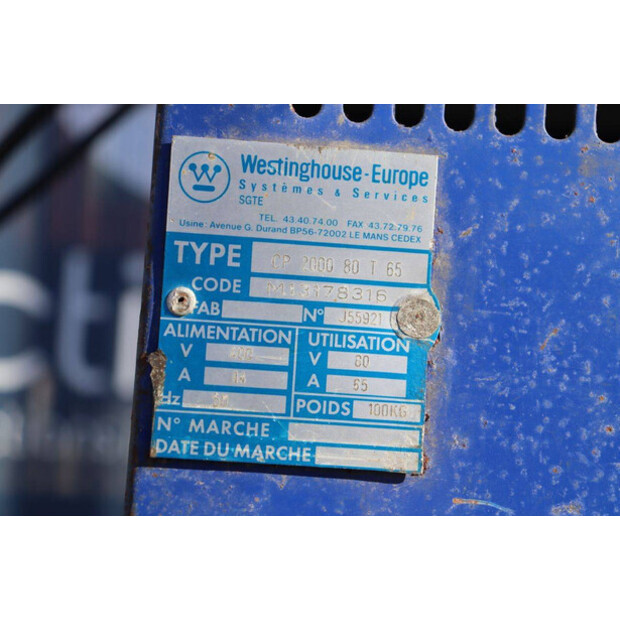 Westinghouse-Europe
Systèmes & Services
SGTE
TEL. 43.40.74.00 FAX 43.72.79.76
Usine: Avenue G. Durand BP56-72002 LE MANS CEDEX
TYPE CP 2000 80 T 65
CODE
FAB N° J55921
ALIMENTATION UTILISATION
V V 80
A A 65
Hz POIDS 100KG
N° MARCHE
DATE DU MARCHE